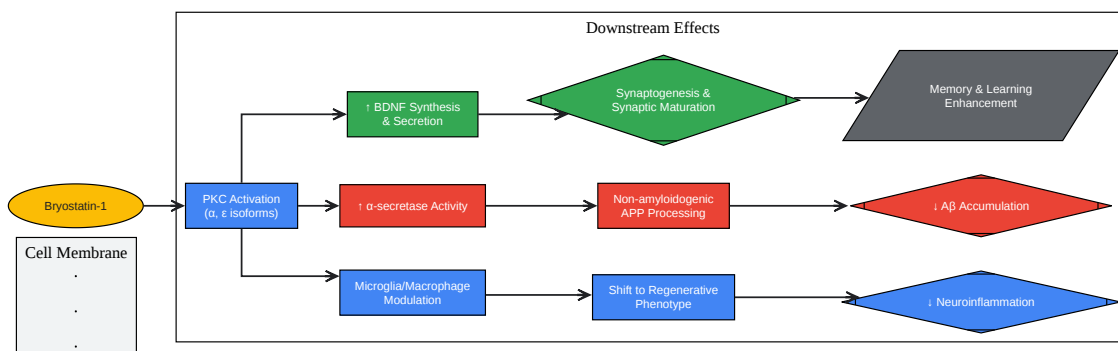 Downstream Effects
↑ BDNF Synthesis
& Secretion
Synaptogenesis &
Synaptic Maturation
Memory & Learning
Enhancement
Bryostatin-1
PKC Activation
(α, ε isoforms)
↑ α-secretase Activity
Non-amyloidogenic
APP Processing
↓ Aβ Accumulation
Cell Membrane
Microglia/Macrophage
Modulation
Shift to Regenerative
Phenotype
↓ Neuroinflammation